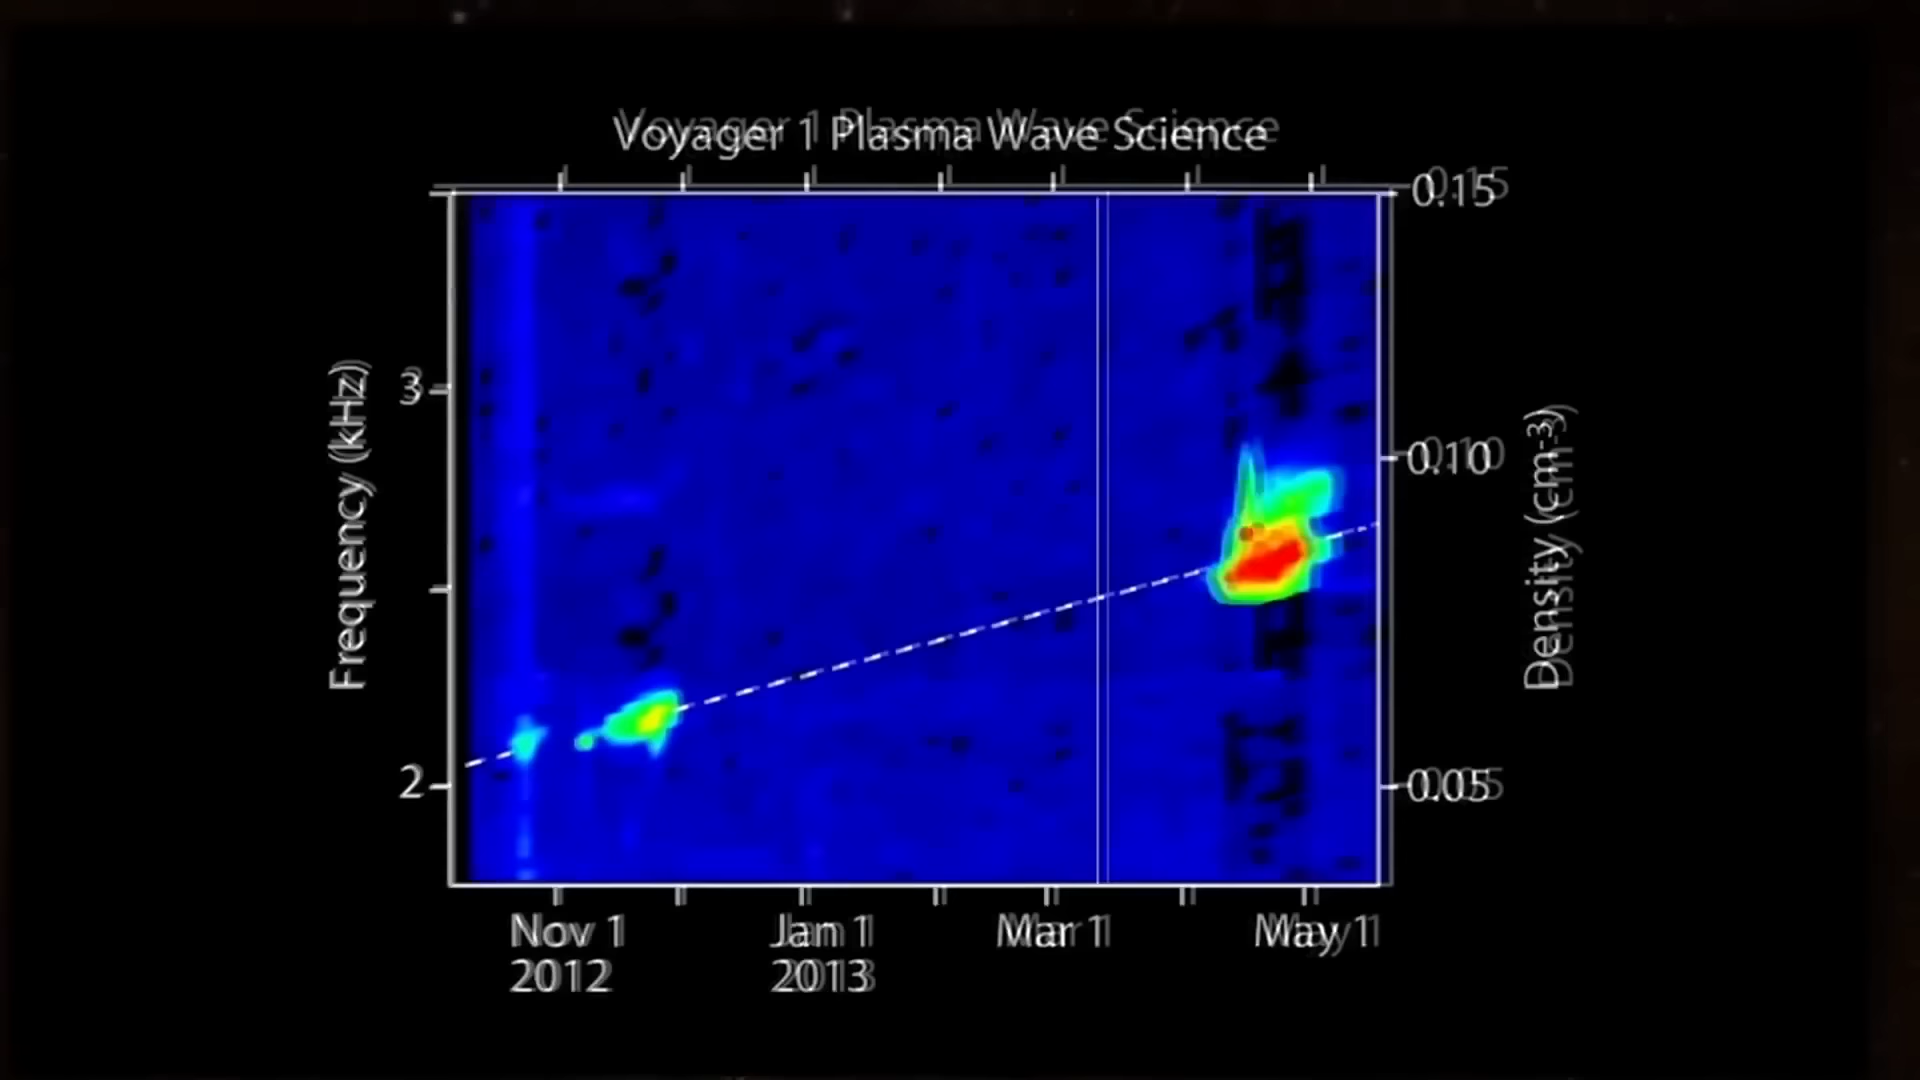 Voyager 1 Plasma Wave Science
0.15
3
0.10
Frequency (kHz)
Density (cm-3)
2
0.05
Nov 1
2012
Jan 1
2013
Mar 1
May 1